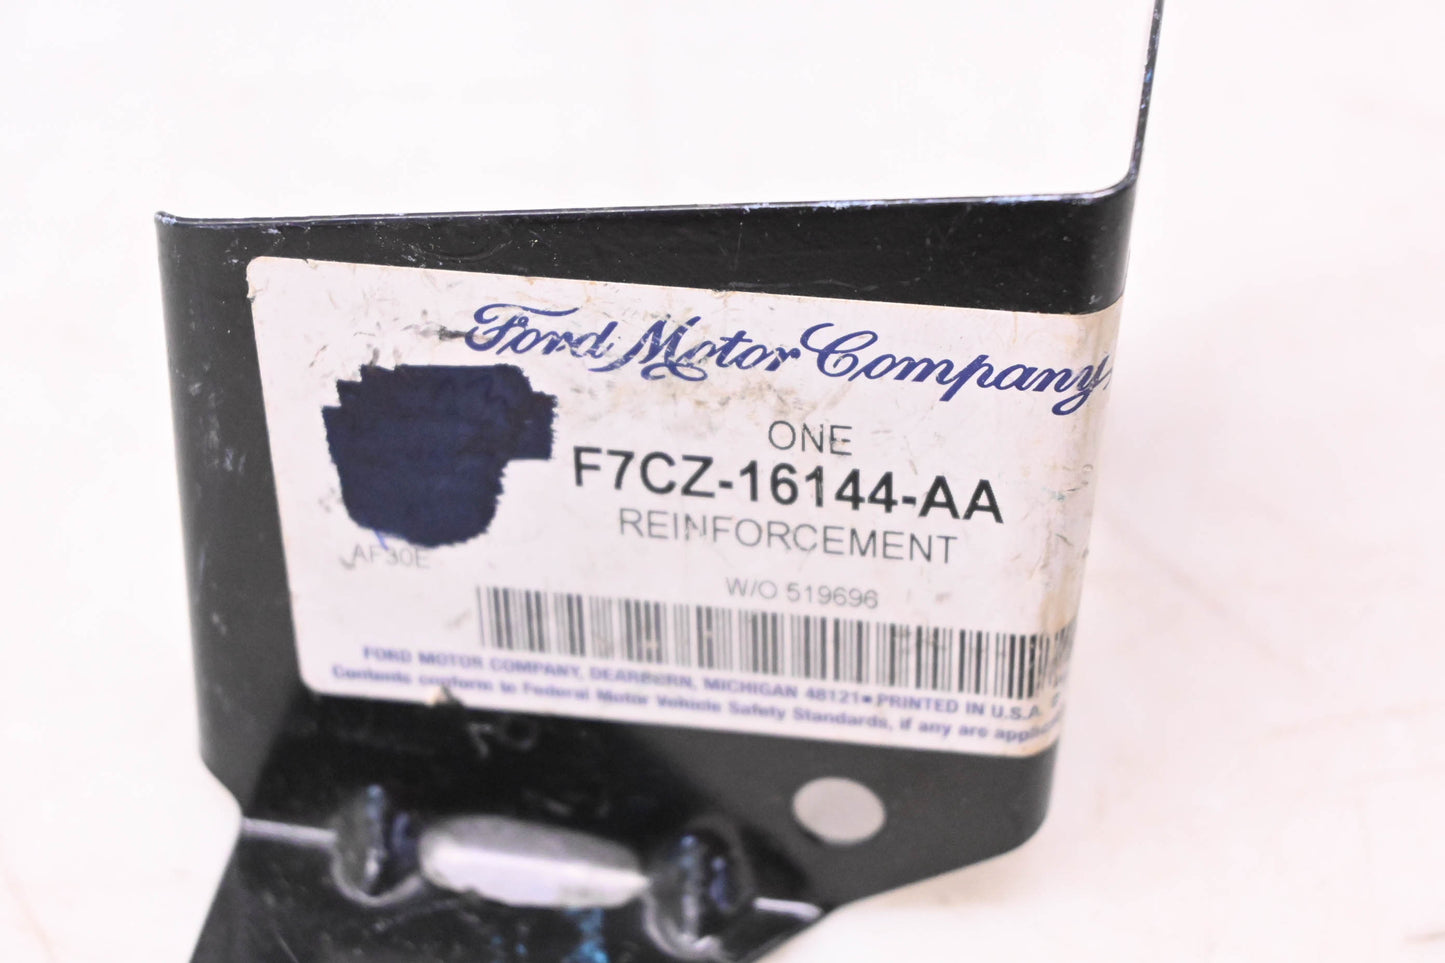 Ford Motor Company,
ONE
F7CZ-16144-AA
REINFORCEMENT
AF30E
W/O 519696
FORD MOTOR COMPANY, DEARBORN, MICHIGAN 48121 • PRINTED IN U.S.A.
Contents conform to Federal Motor Vehicle Safety Standards, if any are